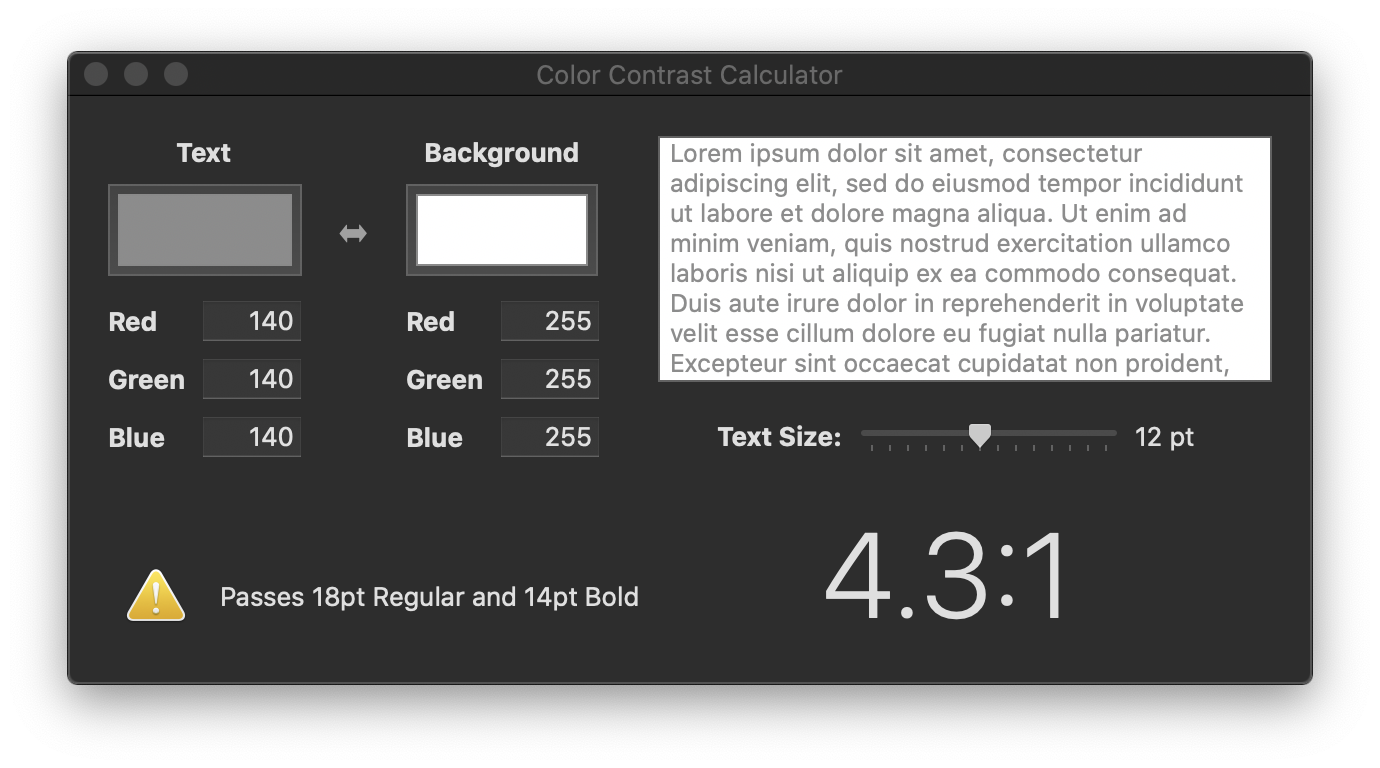 Color Contrast Calculator
Text
Background
Lorem ipsum dolor sit amet, consectetur
adipiscing elit, sed do eiusmod tempor incididunt
ut labore et dolore magna aliqua. Ut enim ad
minim veniam, quis nostrud exercitation ullamco
laboris nisi ut aliquip ex ea commodo consequat.
Duis aute irure dolor in reprehenderit in voluptate
velit esse cillum dolore eu fugiat nulla pariatur.
Excepteur sint occaecat cupidatat non proident,
Red 140
Red 255
Green 140
Green 255
Blue 140
Blue 255
Text Size: 12 pt
Passes 18pt Regular and 14pt Bold
4.3:1